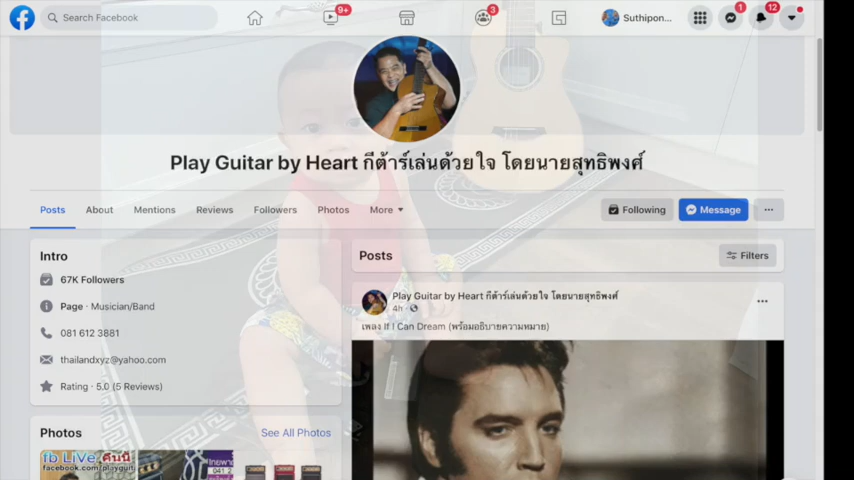 Search Facebook
9+
3
Suthipon...
1
12
Play Guitar by Heart กีต้าร์เล่นด้วยใจ โดยนายสุทธิพงศ์
Posts About Mentions Reviews Followers Photos More
Following
Message
Intro
67K Followers
Page · Musician/Band
081 612 3881
thailandxyz@yahoo.com
Rating · 5.0 (5 Reviews)
Photos
See All Photos
fb LiVe คืนนี้
facebook.com/playguit
041 2
Posts
Filters
Play Guitar by Heart กีต้าร์เล่นด้วยใจ โดยนายสุทธิพงศ์
4h ·
เพลง If I Can Dream (พร้อมอธิบายความหมาย)